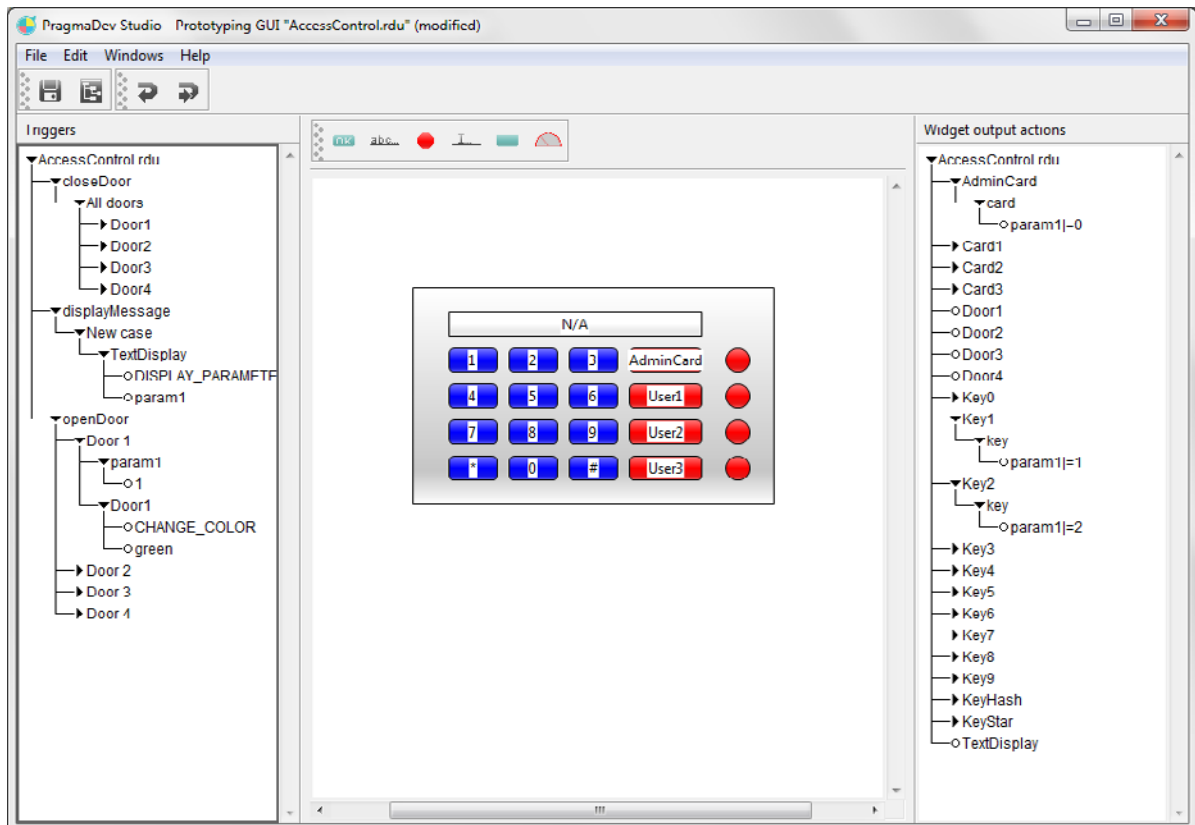 PragmaDev Studio Prototyping GUI "AccessControl.rdu" (modified)
File Edit Windows Help
Triggers
AccessControl rdu
closeDoor
All doors
Door1
Door2
Door3
Door4
displayMessage
New case
TextDisplay
DISPLAY_PARAMETE
param1
openDoor
Door 1
param1
1
Door1
CHANGE_COLOR
green
Door 2
Door 3
Door 4
OK abc... I...
N/A
1 2 3 AdminCard
4 5 6 User1
7 8 9 User2
* 0 # User3
Widget output actions
AccessControl rdu
AdminCard
card
param1|=0
Card1
Card2
Card3
Door1
Door2
Door3
Door4
Key0
Key1
key
param1|=1
Key2
key
param1|=2
Key3
Key4
Key5
Key6
Key7
Key8
Key9
KeyHash
KeyStar
TextDisplay